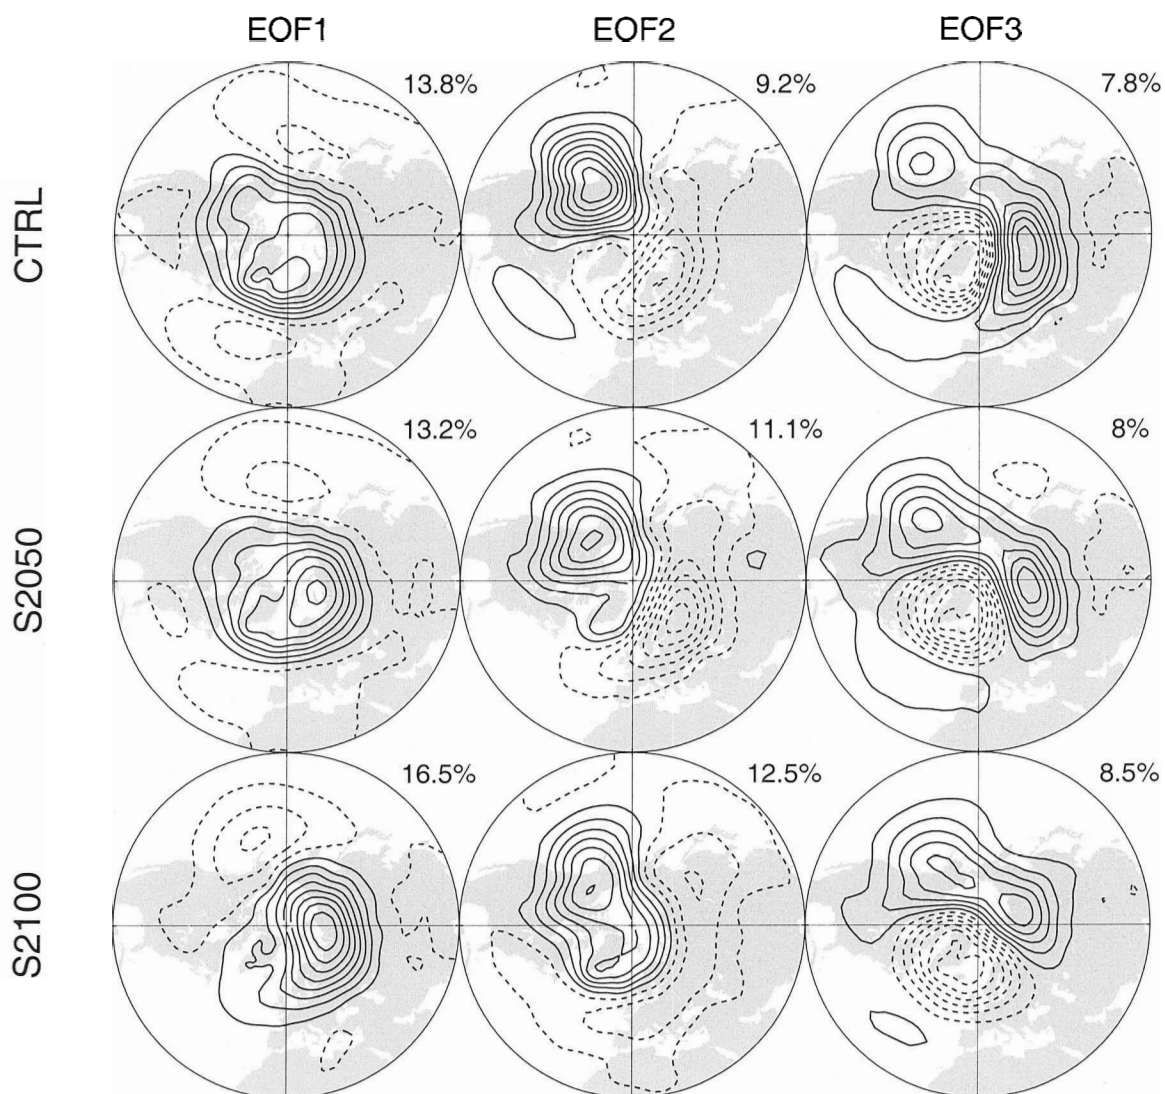 EOF1 EOF2 EOF3
CTRL 13.8% 9.2% 7.8%
S2050 13.2% 11.1% 8%
S2100 16.5% 12.5% 8.5%